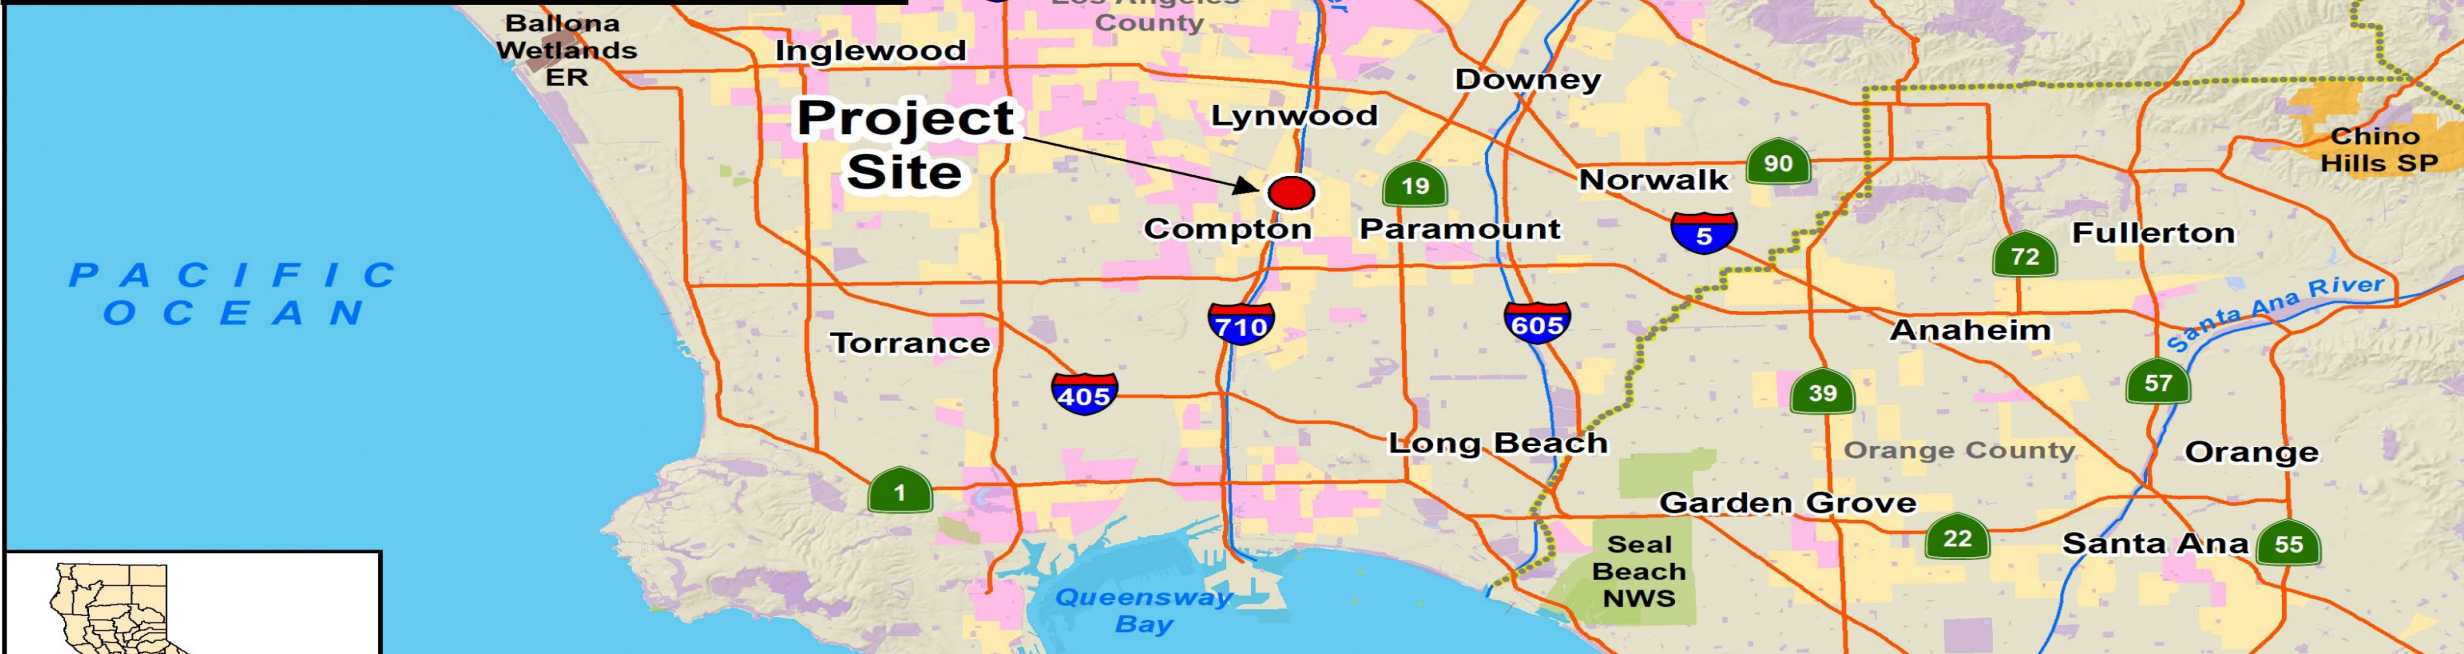 Los Angeles
County
Ballona
Wetlands
ER
Inglewood
Downey
Project
Site
Lynwood
Chino
Hills SP
90
19
Norwalk
Compton
Paramount
5
Fullerton
72
PACIFIC
OCEAN
Santa Ana River
710
605
Torrance
Anaheim
405
39
57
Long Beach
Orange County
Orange
1
Garden Grove
22
Santa Ana
55
Seal
Beach
NWS
Queensway
Bay